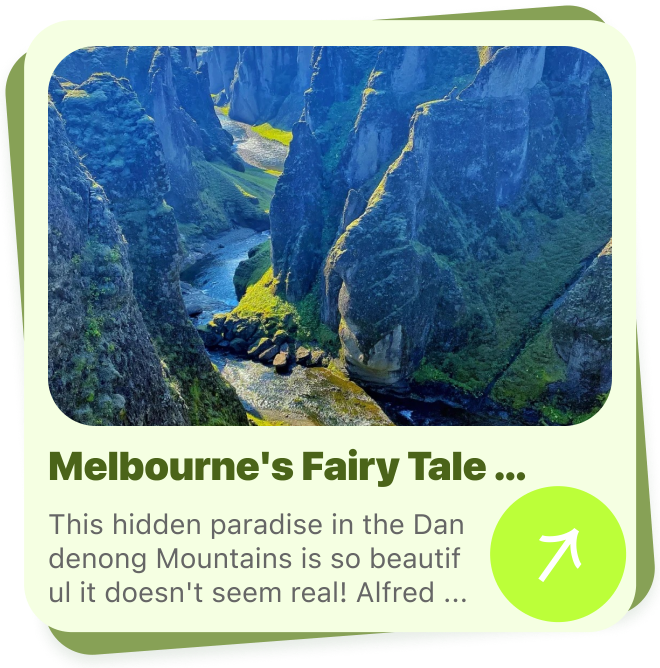 Melbourne's Fairy Tale ...
This hidden paradise in the Dan
denong Mountains is so beautif
ul it doesn't seem real! Alfred ...